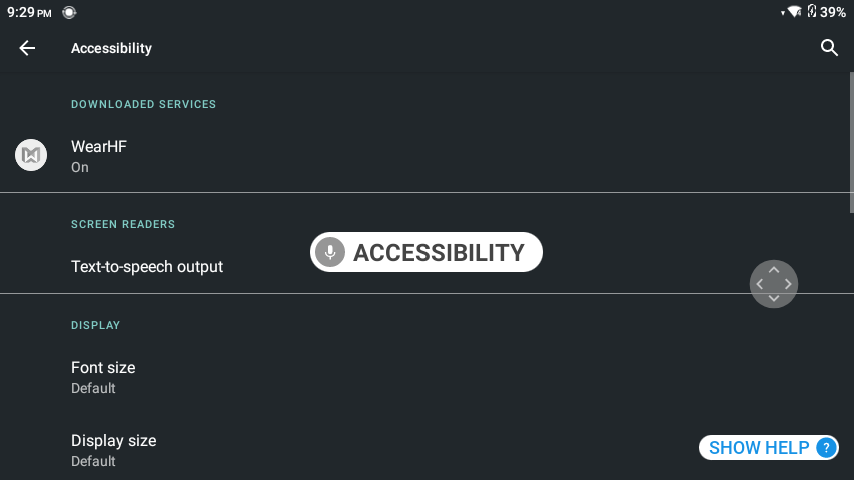 9:29 PM
39%
Accessibility
DOWNLOADED SERVICES
WearHF
On
SCREEN READERS
ACCESSIBILITY
Text-to-speech output
DISPLAY
Font size
Default
Display size
Default
SHOW HELP ?